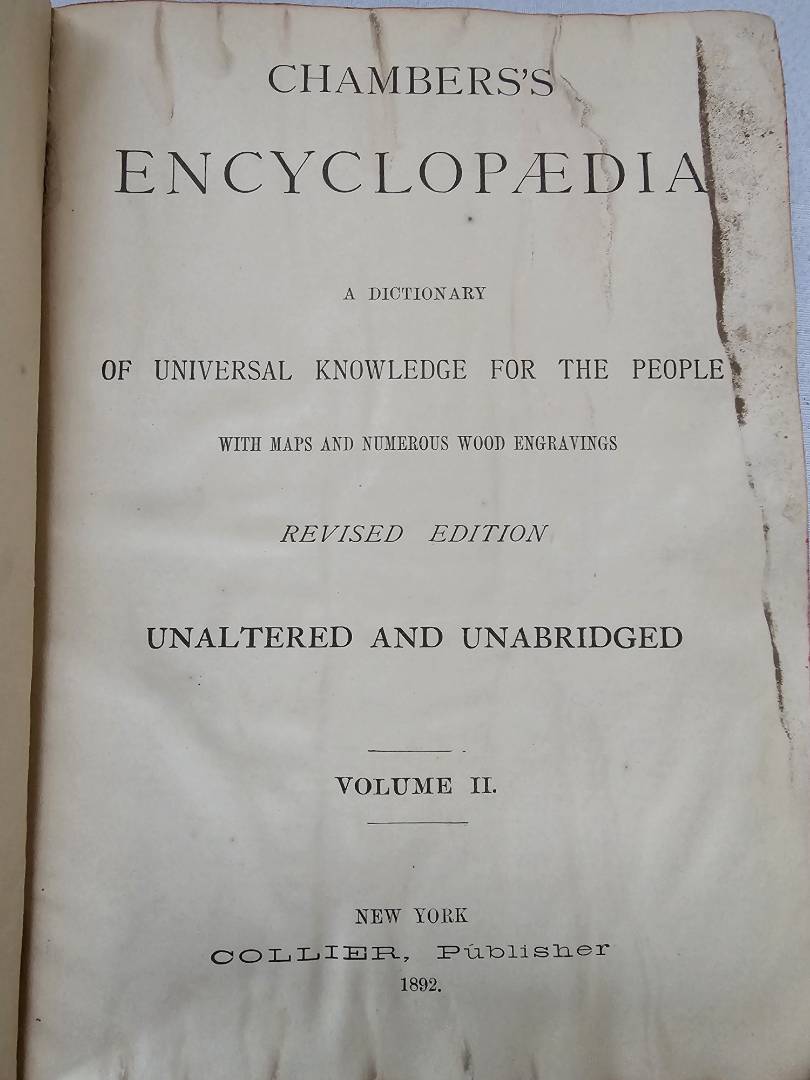 CHAMBERS'S
ENCYCLOPÆDIA
A DICTIONARY
OF UNIVERSAL KNOWLEDGE FOR THE PEOPLE
WITH MAPS AND NUMEROUS WOOD ENGRAVINGS
REVISED EDITION
UNALTERED AND UNABRIDGED
VOLUME II.
NEW YORK
COLLIER, Publisher
1892.